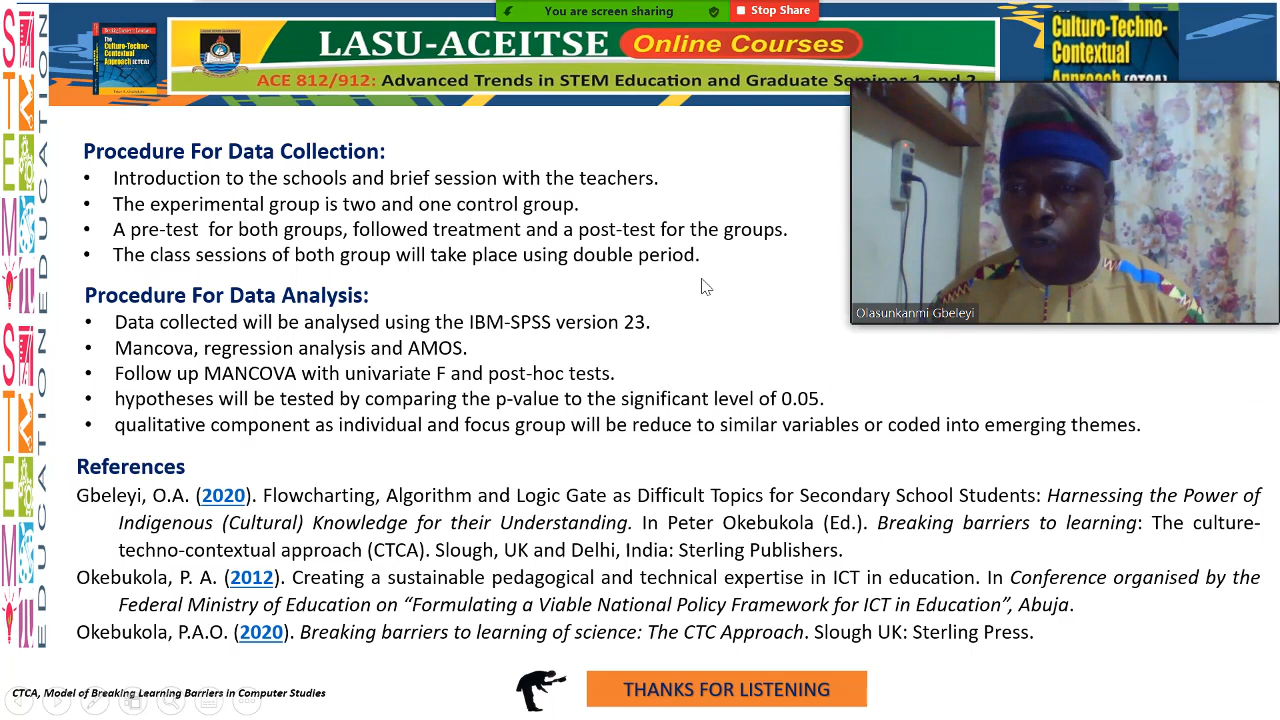 You are screen sharing
Stop Share
LASU-ACEITSE Online Courses
ACE 812/912: Advanced Trends in STEM Education and Graduate Seminar 1 and 2
The
Culturo-Techno-
Contextual
Approach (CTCA)
Culturo-Techno-
Contextual
Approach (CTCA)
STEM EDUCATION
STEM EDUCATION
Olasunkanmi Gbeleyi
Procedure For Data Collection:
• Introduction to the schools and brief session with the teachers.
• The experimental group is two and one control group.
• A pre-test for both groups, followed treatment and a post-test for the groups.
• The class sessions of both group will take place using double period.
Procedure For Data Analysis:
• Data collected will be analysed using the IBM-SPSS version 23.
• Mancova, regression analysis and AMOS.
• Follow up MANCOVA with univariate F and post-hoc tests.
• hypotheses will be tested by comparing the p-value to the significant level of 0.05.
• qualitative component as individual and focus group will be reduce to similar variables or coded into emerging themes.
References
Gbeleyi, O.A. (2020). Flowcharting, Algorithm and Logic Gate as Difficult Topics for Secondary School Students: Harnessing the Power of
Indigenous (Cultural) Knowledge for their Understanding. In Peter Okebukola (Ed.). Breaking barriers to learning: The culture-
techno-contextual approach (CTCA). Slough, UK and Delhi, India: Sterling Publishers.
Okebukola, P. A. (2012). Creating a sustainable pedagogical and technical expertise in ICT in education. In Conference organised by the
Federal Ministry of Education on “Formulating a Viable National Policy Framework for ICT in Education”, Abuja.
Okebukola, P.A.O. (2020). Breaking barriers to learning of science: The CTC Approach. Slough UK: Sterling Press.
CTCA, Model of Breaking Learning Barriers in Computer Studies
THANKS FOR LISTENING